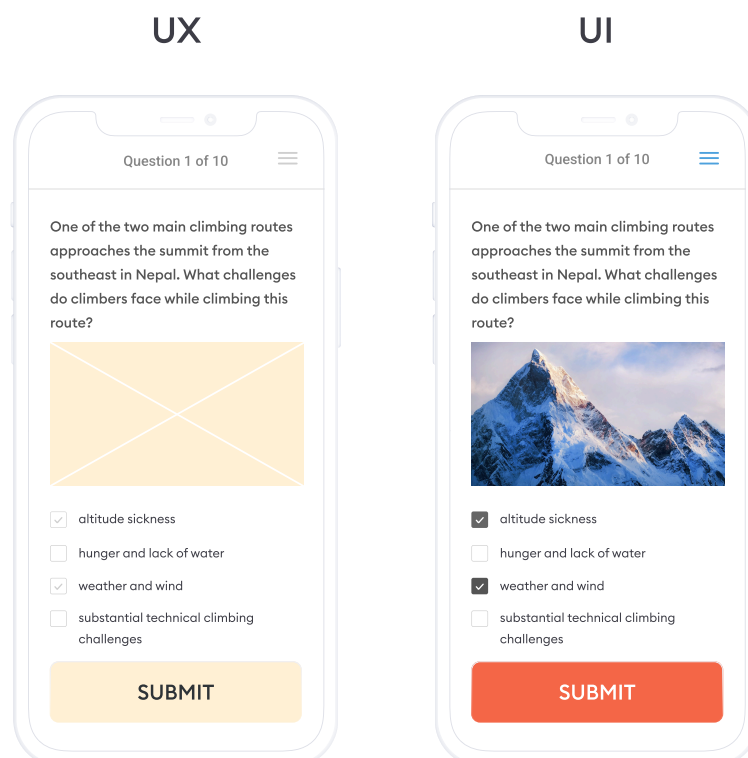 UX
Question 1 of 10
One of the two main climbing routes
approaches the summit from the
southeast in Nepal. What challenges
do climbers face while climbing this
route?
altitude sickness
hunger and lack of water
weather and wind
substantial technical climbing
challenges
SUBMIT
UI
Question 1 of 10
One of the two main climbing routes
approaches the summit from the
southeast in Nepal. What challenges
do climbers face while climbing this
route?
altitude sickness
hunger and lack of water
weather and wind
substantial technical climbing
challenges
SUBMIT